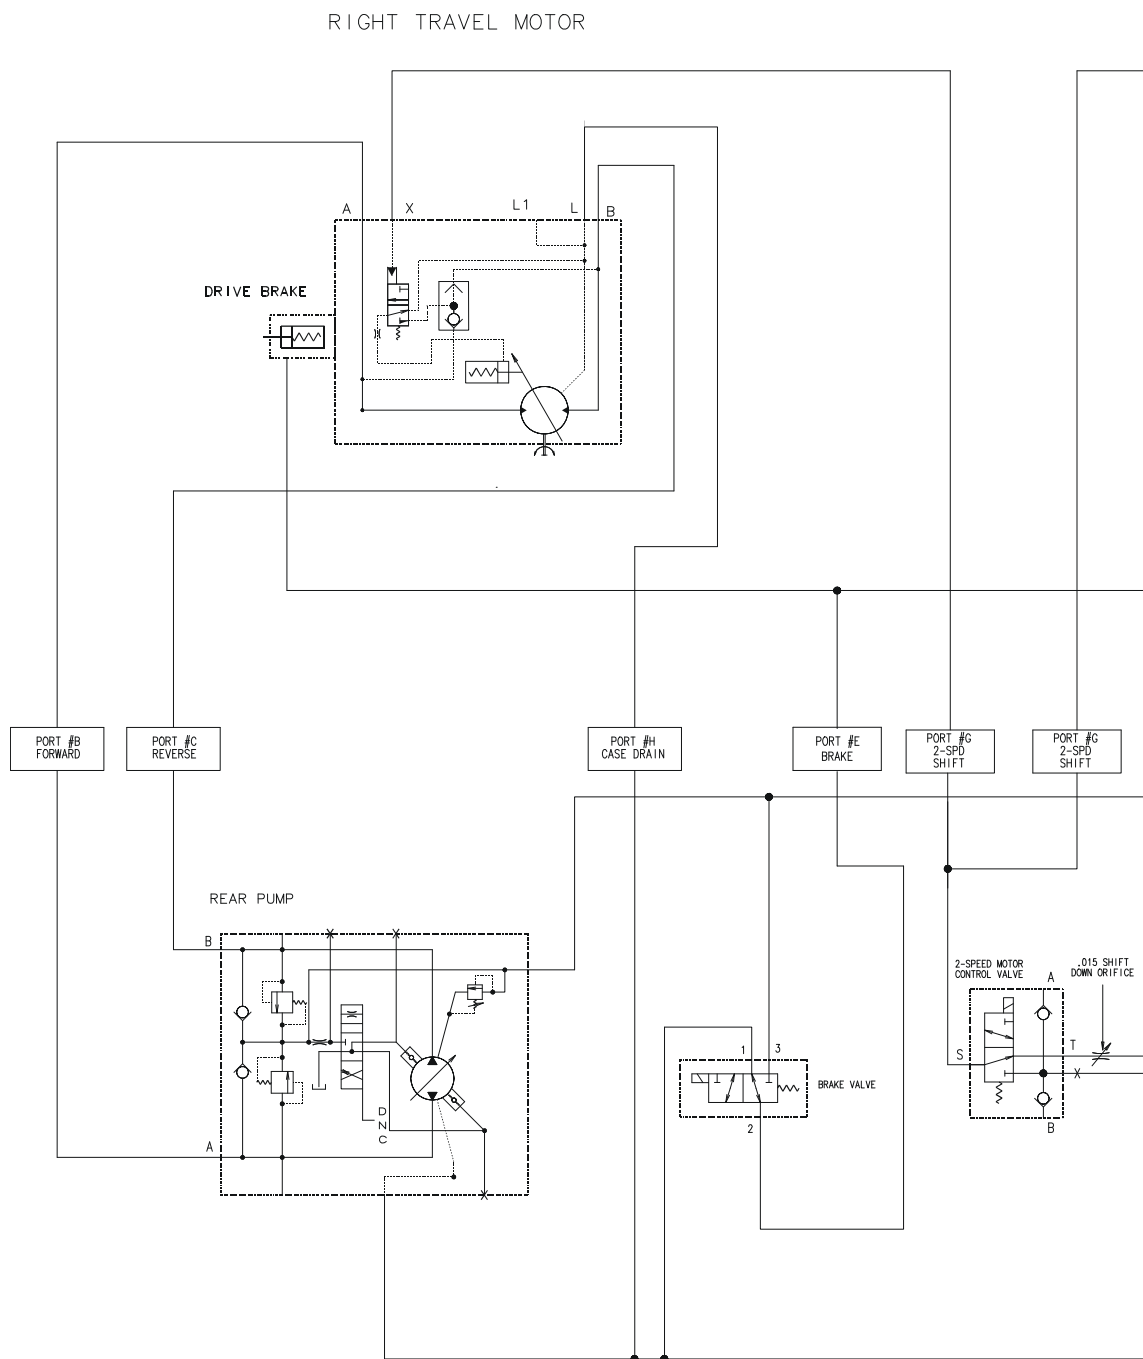 RIGHT TRAVEL MOTOR
A
X
L1
L
B
DRIVE BRAKE
PORT #B
FORWARD
PORT #C
REVERSE
PORT #H
CASE DRAIN
PORT #E
BRAKE
PORT #G
2-SPD
SHIFT
PORT #G
2-SPD
SHIFT
REAR PUMP
B
A
D
N
C
1
3
2
BRAKE VALVE
2-SPEED MOTOR
CONTROL VALVE
.015 SHIFT
DOWN ORIFICE
A
S
T
X
B